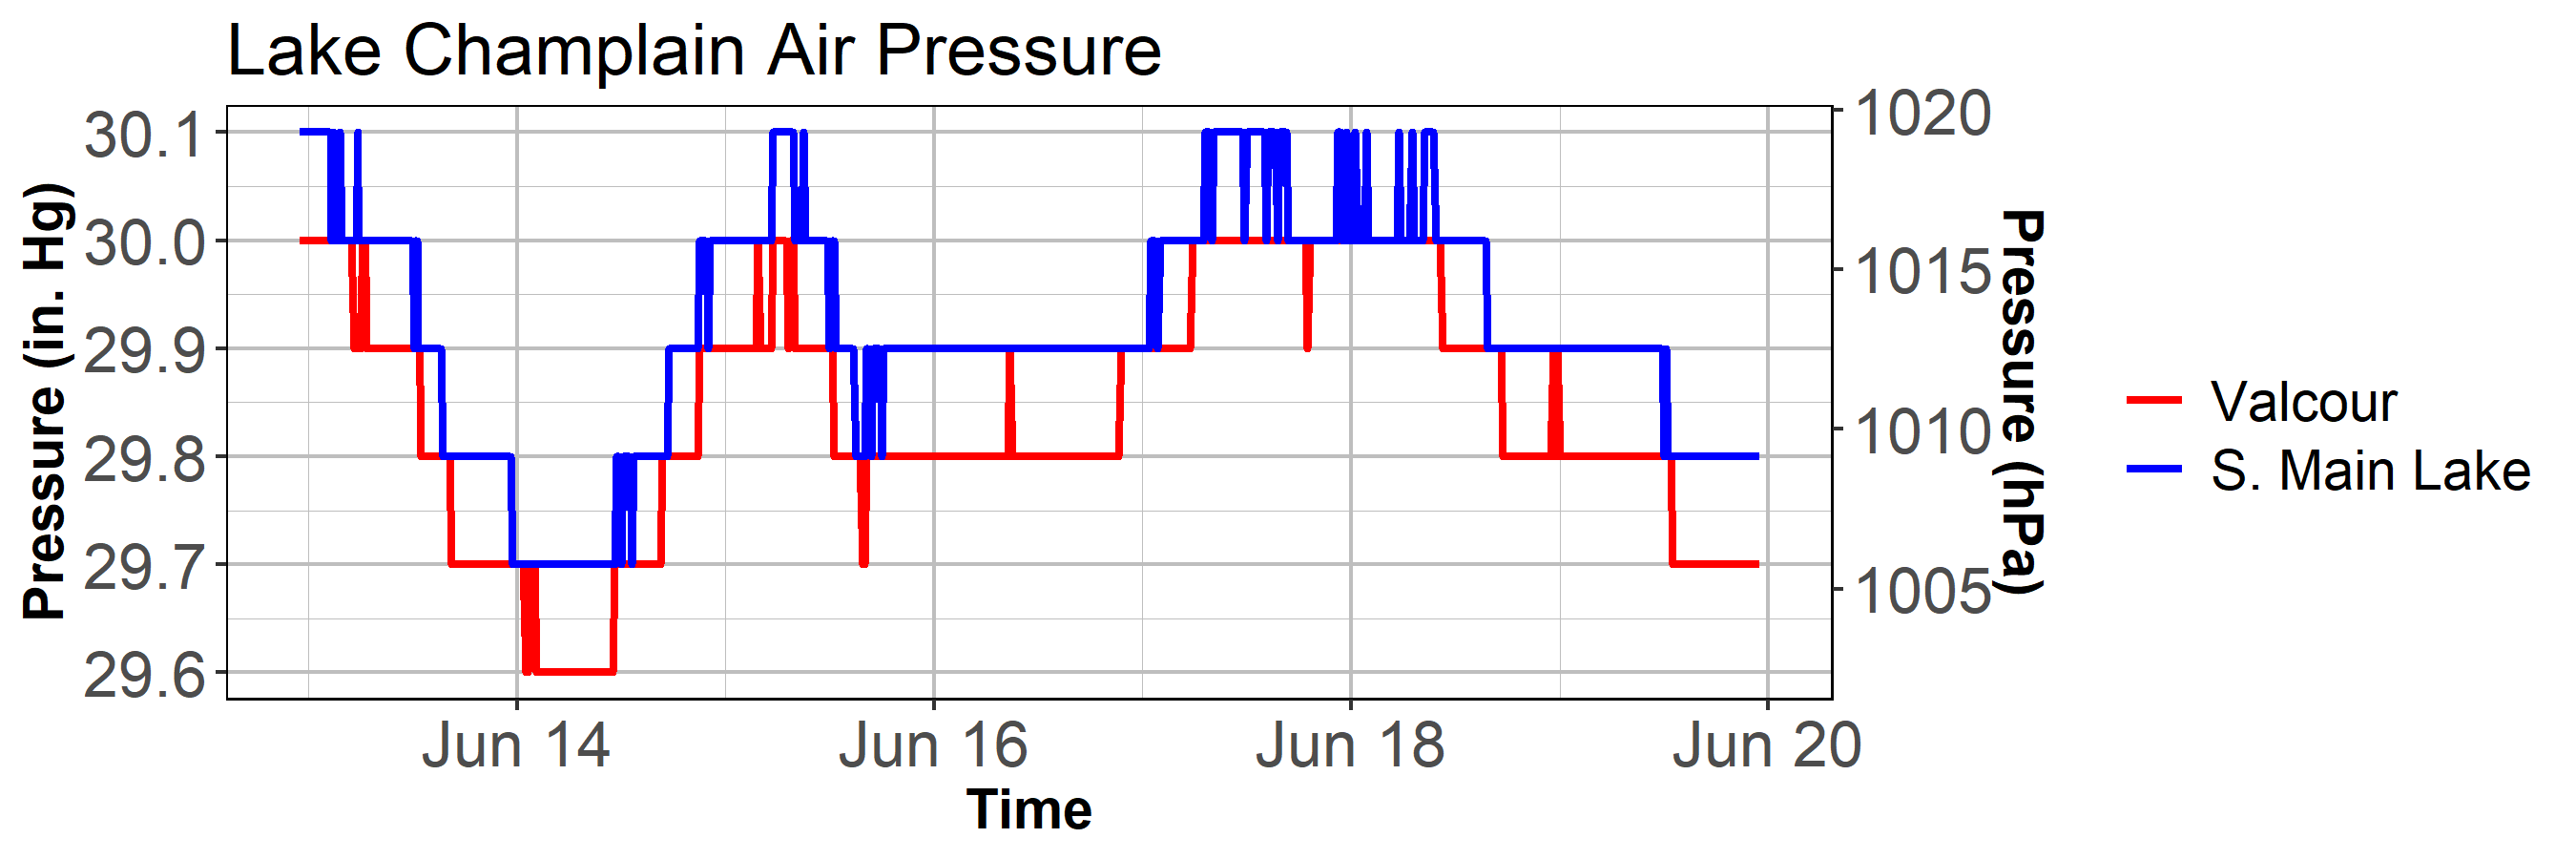 Lake Champlain Air Pressure
Pressure (in. Hg)
30.1
30.0
29.9
29.8
29.7
29.6
1020
1015
1010
1005
Pressure (hPa)
Jun 14
Jun 16
Jun 18
Jun 20
Time
Valcour
S. Main Lake